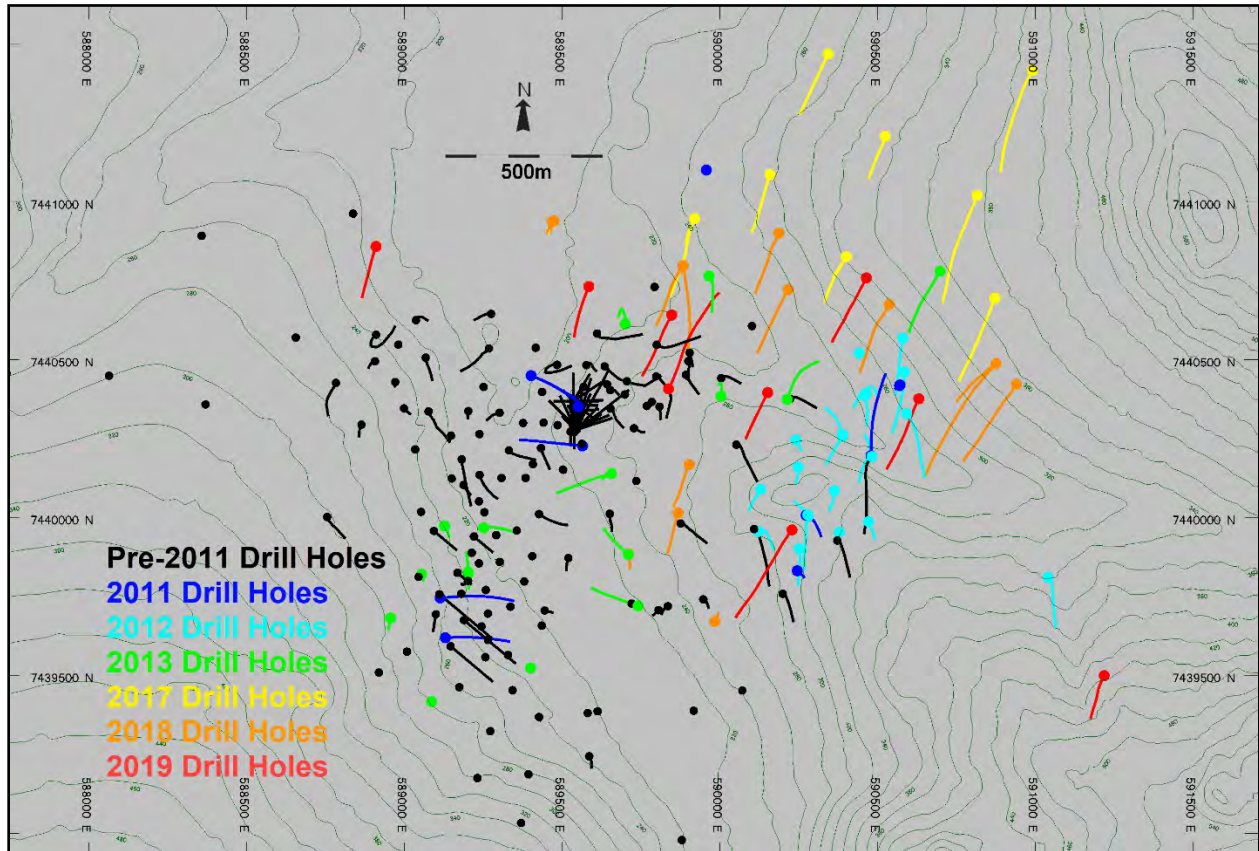 588000 E
588500 E
589000 E
589500 E
590000 E
590500 E
591000 E
591500 E
N
500m
7441000 N
7441000 N
7440500 N
7440500 N
7440000 N
7440000 N
Pre-2011 Drill Holes
2011 Drill Holes
2012 Drill Holes
2013 Drill Holes
2017 Drill Holes
2018 Drill Holes
2019 Drill Holes
7439500 N
7439500 N
588000 E
588500 E
589000 E
589500 E
590000 E
590500 E
591000 E
591500 E